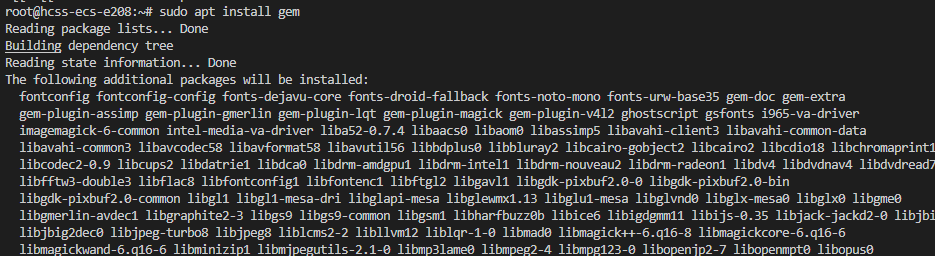 root@hcss-ecs-e208:~# sudo apt install gem
Reading package lists... Done
Building dependency tree
Reading state information... Done
The following additional packages will be installed:
  fontconfig fontconfig-config fonts-dejavu-core fonts-droid-fallback fonts-noto-mono fonts-urw-base35 gem-doc gem-extra
  gem-plugin-assimp gem-plugin-gmerlin gem-plugin-lqt gem-plugin-magick gem-plugin-v4l2 ghostscript gsfonts i965-va-driver
  imagemagick-6-common intel-media-va-driver liba52-0.7.4 libaacs0 libaom0 libassimp5 libavahi-client3 libavahi-common-data
  libavahi-common3 libavcodec58 libavformat58 libavutil56 libbdplus0 libbluray2 libcairo-gobject2 libcairo2 libcdio18 libchromaprint1
  libcodec2-0.9 libcups2 libdatrie1 libdca0 libdrm-amdgpu1 libdrm-intel1 libdrm-nouveau2 libdrm-radeon1 libdv4 libdvdnav4 libdvdread7
  libfftw3-double3 libflac8 libfontconfig1 libfontenc1 libftgl2 libgavl1 libgdk-pixbuf2.0-0 libgdk-pixbuf2.0-bin
  libgdk-pixbuf2.0-common libgl1 libgl1-mesa-dri libglapi-mesa libglewmx1.13 libglu1-mesa libglvnd0 libglx-mesa0 libglx0 libgme0
  libgmerlin-avdec1 libgraphite2-3 libgs9 libgs9-common libgsm1 libharfbuzz0b libice6 libigdgmm11 libijs-0.35 libjack-jackd2-0 libjbi
  libjbig2dec0 libjpeg-turbo8 libjpeg8 liblcms2-2 libllvm12 liblqr-1-0 libmad0 libmagick++-6.q16-8 libmagickcore-6.q16-6
  libmagickwand-6.q16-6 libminizip1 libmjpegutils-2.1-0 libmp3lame0 libmpeg2-4 libmpg123-0 libopenjp2-7 libopenmpt0 libopus0